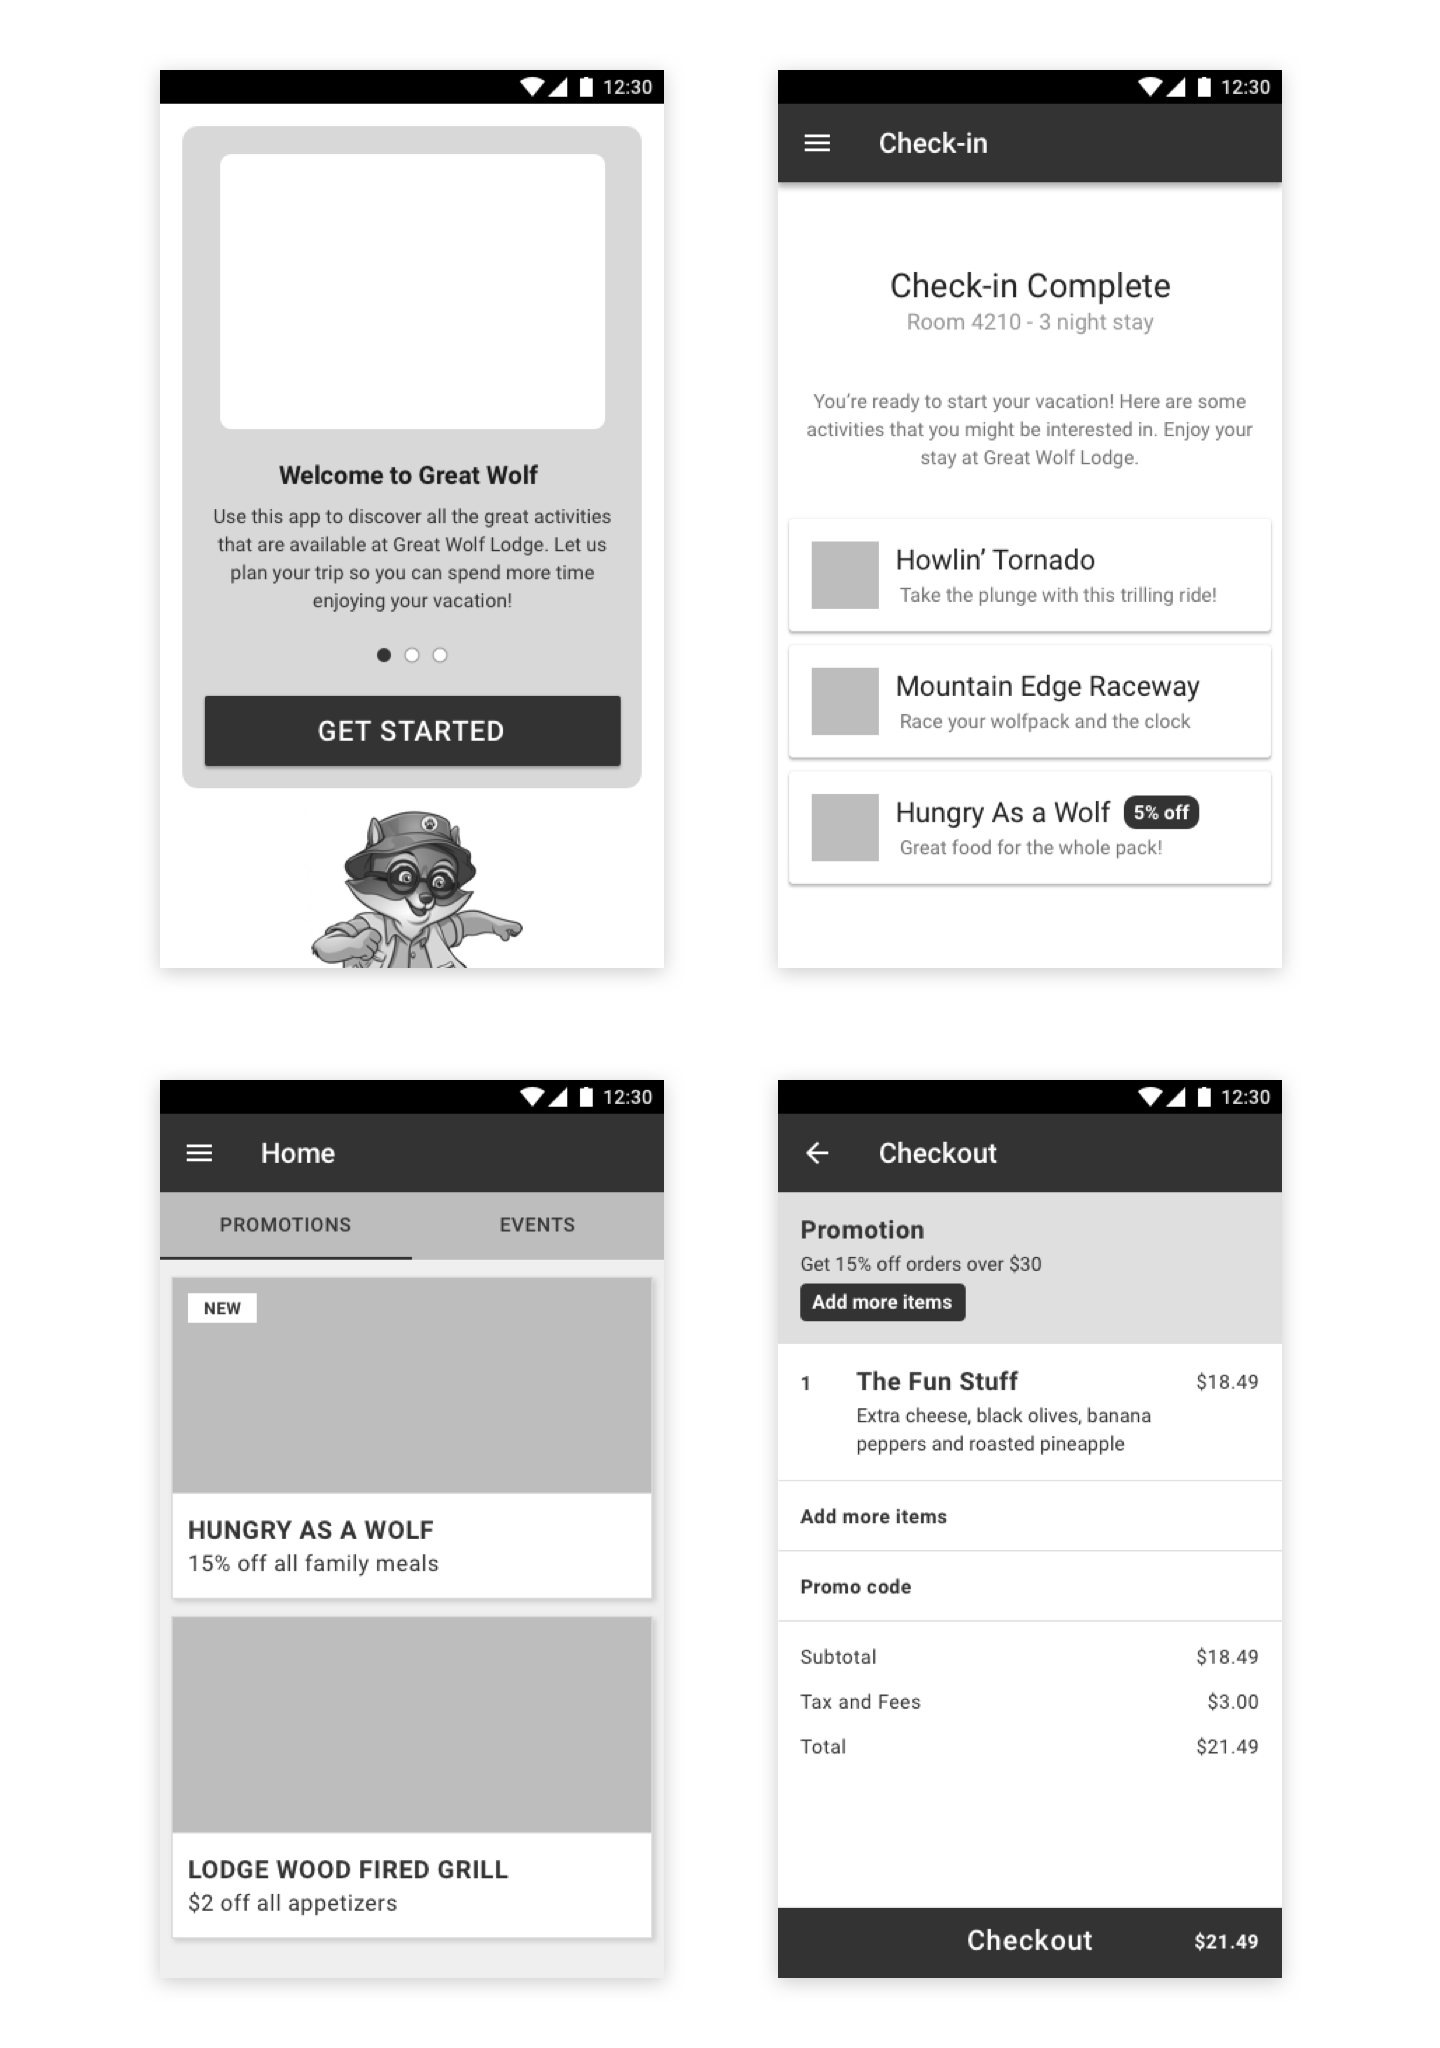 12:30
Welcome to Great Wolf
Use this app to discover all the great activities
that are available at Great Wolf Lodge. Let us
plan your trip so you can spend more time
enjoying your vacation!
GET STARTED
12:30
Check-in
Check-in Complete
Room 4210 - 3 night stay
You’re ready to start your vacation! Here are some
activities that you might be interested in. Enjoy your
stay at Great Wolf Lodge.
Howlin’ Tornado
Take the plunge with this trilling ride!
Mountain Edge Raceway
Race your wolfpack and the clock
Hungry As a Wolf 5% off
Great food for the whole pack!
12:30
Home
PROMOTIONS EVENTS
NEW
HUNGRY AS A WOLF
15% off all family meals
LODGE WOOD FIRED GRILL
$2 off all appetizers
12:30
Checkout
Promotion
Get 15% off orders over $30
Add more items
1 The Fun Stuff $18.49
Extra cheese, black olives, banana
peppers and roasted pineapple
Add more items
Promo code
Subtotal $18.49
Tax and Fees $3.00
Total $21.49
Checkout $21.49